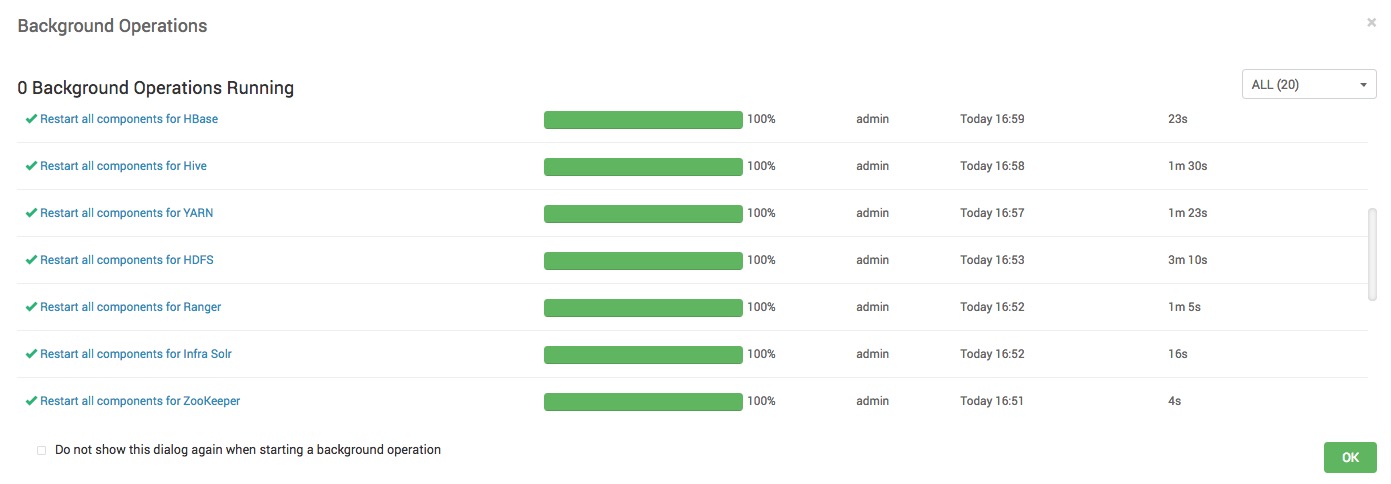 Background Operations ×
0 Background Operations Running ALL (20)
Restart all components for HBase 100% admin Today 16:59 23s
Restart all components for Hive 100% admin Today 16:58 1m 30s
Restart all components for YARN 100% admin Today 16:57 1m 23s
Restart all components for HDFS 100% admin Today 16:53 3m 10s
Restart all components for Ranger 100% admin Today 16:52 1m 5s
Restart all components for Infra Solr 100% admin Today 16:52 16s
Restart all components for ZooKeeper 100% admin Today 16:51 4s
Do not show this dialog again when starting a background operation
OK